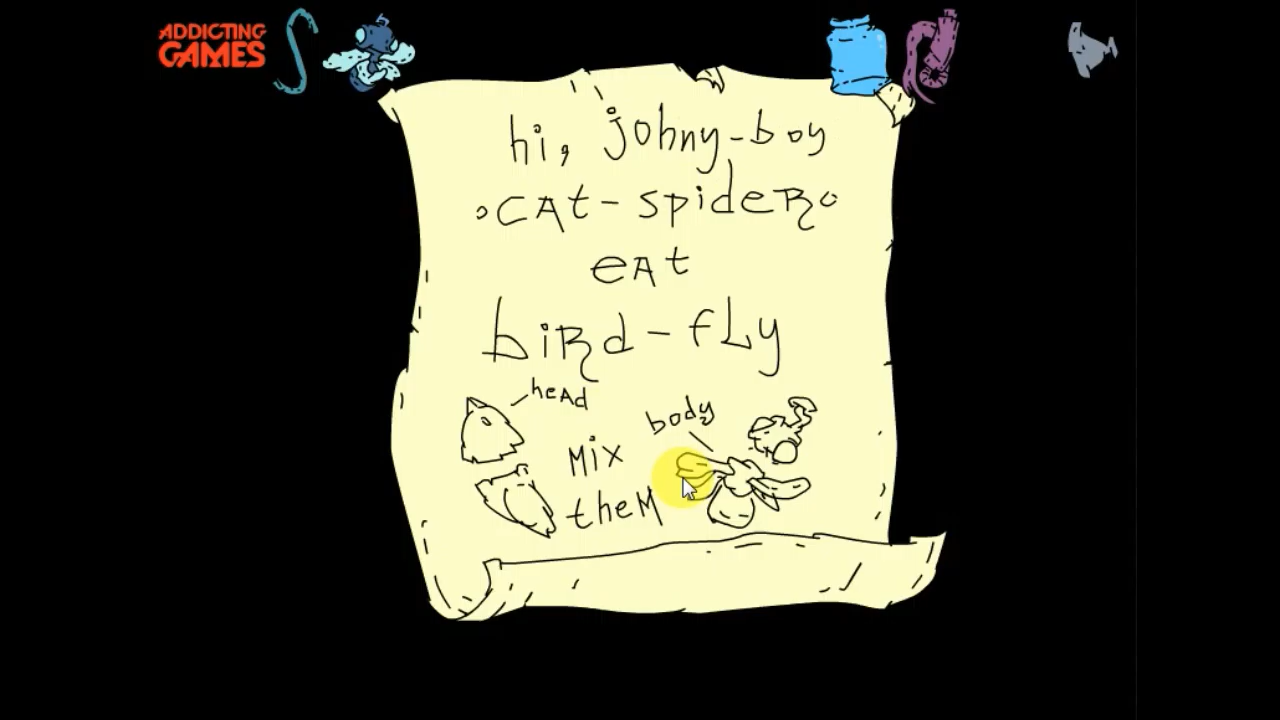 ADDICTING
GAMES
hi, johny-boy
cat-spider
eat
bird-fly
head
body
Mix
them